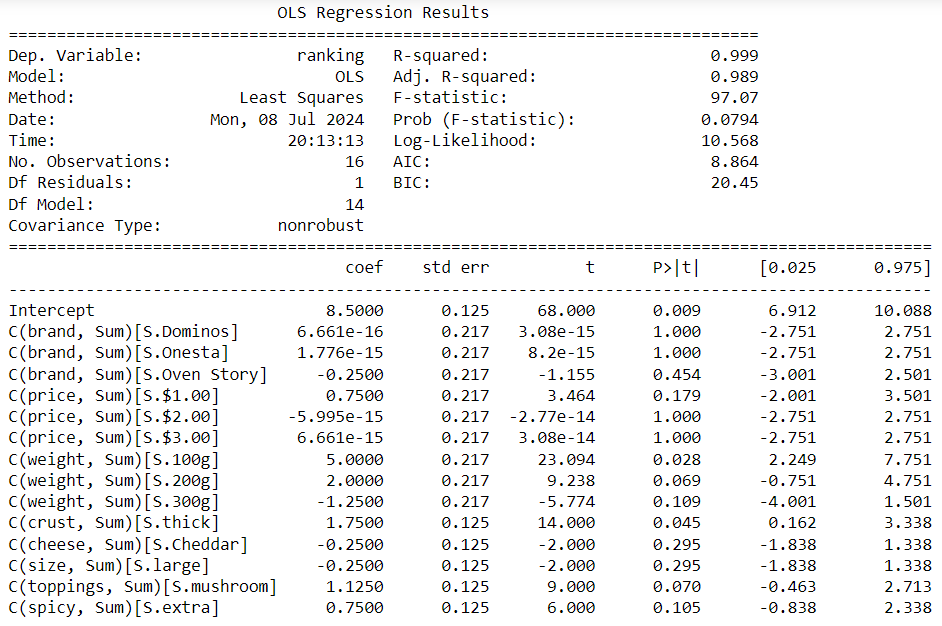 OLS Regression Results
==============================================================================
Dep. Variable: ranking R-squared: 0.999
Model: OLS Adj. R-squared: 0.989
Method: Least Squares F-statistic: 97.07
Date: Mon, 08 Jul 2024 Prob (F-statistic): 0.0794
Time: 20:13:13 Log-Likelihood: 10.568
No. Observations: 16 AIC: 8.864
Df Residuals: 1 BIC: 20.45
Df Model: 14
Covariance Type: nonrobust
================================================================================================
coef std err t P>|t| [0.025 0.975]
------------------------------------------------------------------------------------------------
Intercept 8.5000 0.125 68.000 0.009 6.912 10.088
C(brand, Sum)[S.Dominos] 6.661e-16 0.217 3.08e-15 1.000 -2.751 2.751
C(brand, Sum)[S.Onesta] 1.776e-15 0.217 8.2e-15 1.000 -2.751 2.751
C(brand, Sum)[S.Oven Story] -0.2500 0.217 -1.155 0.454 -3.001 2.501
C(price, Sum)[S.$1.00] 0.7500 0.217 3.464 0.179 -2.001 3.501
C(price, Sum)[S.$2.00] -5.995e-15 0.217 -2.77e-14 1.000 -2.751 2.751
C(price, Sum)[S.$3.00] 6.661e-15 0.217 3.08e-14 1.000 -2.751 2.751
C(weight, Sum)[S.100g] 5.0000 0.217 23.094 0.028 2.249 7.751
C(weight, Sum)[S.200g] 2.0000 0.217 9.238 0.069 -0.751 4.751
C(weight, Sum)[S.300g] -1.2500 0.217 -5.774 0.109 -4.001 1.501
C(crust, Sum)[S.thick] 1.7500 0.125 14.000 0.045 0.162 3.338
C(cheese, Sum)[S.Cheddar] -0.2500 0.125 -2.000 0.295 -1.838 1.338
C(size, Sum)[S.large] -0.2500 0.125 -2.000 0.295 -1.838 1.338
C(toppings, Sum)[S.mushroom] 1.1250 0.125 9.000 0.070 -0.463 2.713
C(spicy, Sum)[S.extra] 0.7500 0.125 6.000 0.105 -0.838 2.338